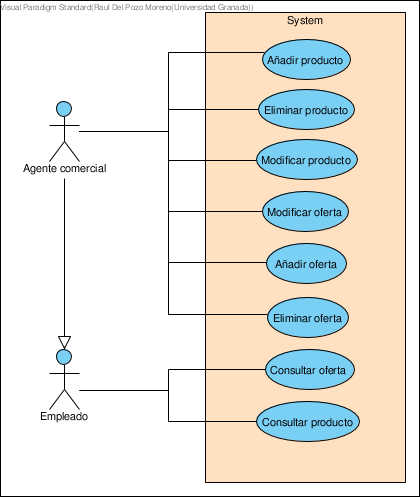 Visual Paradigm Standard(Raul Del Pozo Moreno(Universidad Granada))
System
Añadir producto
Eliminar producto
Modificar producto
Agente comercial
Modificar oferta
Añadir oferta
Eliminar oferta
Consultar oferta
Empleado
Consultar producto